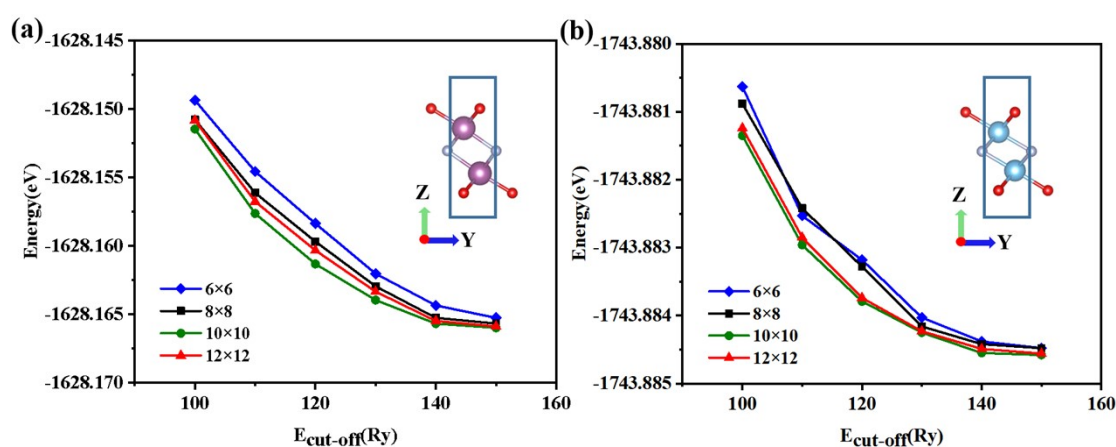 (a)
-1628.145
-1628.150
-1628.155
-1628.160
-1628.165
-1628.170
Energy(eV)
Z
Y
6×6
8×8
10×10
12×12
100 120 140 160
Ecut-off(Ry)
(b)
-1743.880
-1743.881
-1743.882
-1743.883
-1743.884
-1743.885
Energy(eV)
Z
Y
6×6
8×8
10×10
12×12
100 120 140 160
Ecut-off(Ry)